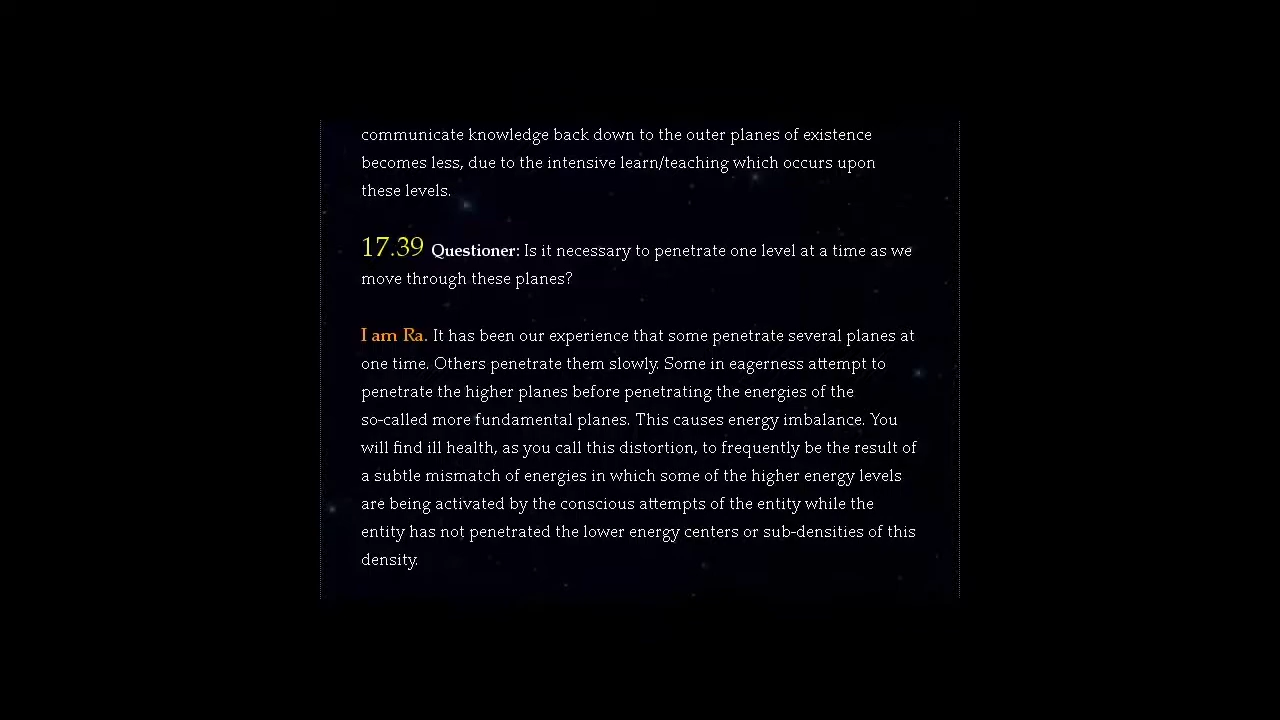 communicate knowledge back down to the outer planes of existence
becomes less, due to the intensive learn/teaching which occurs upon
these levels.
17.39 Questioner: Is it necessary to penetrate one level at a time as we
move through these planes?
I am Ra. It has been our experience that some penetrate several planes at
one time. Others penetrate them slowly. Some in eagerness attempt to
penetrate the higher planes before penetrating the energies of the
so-called more fundamental planes. This causes energy imbalance. You
will find ill health, as you call this distortion, to frequently be the result of
a subtle mismatch of energies in which some of the higher energy levels
are being activated by the conscious attempts of the entity while the
entity has not penetrated the lower energy centers or sub-densities of this
density.